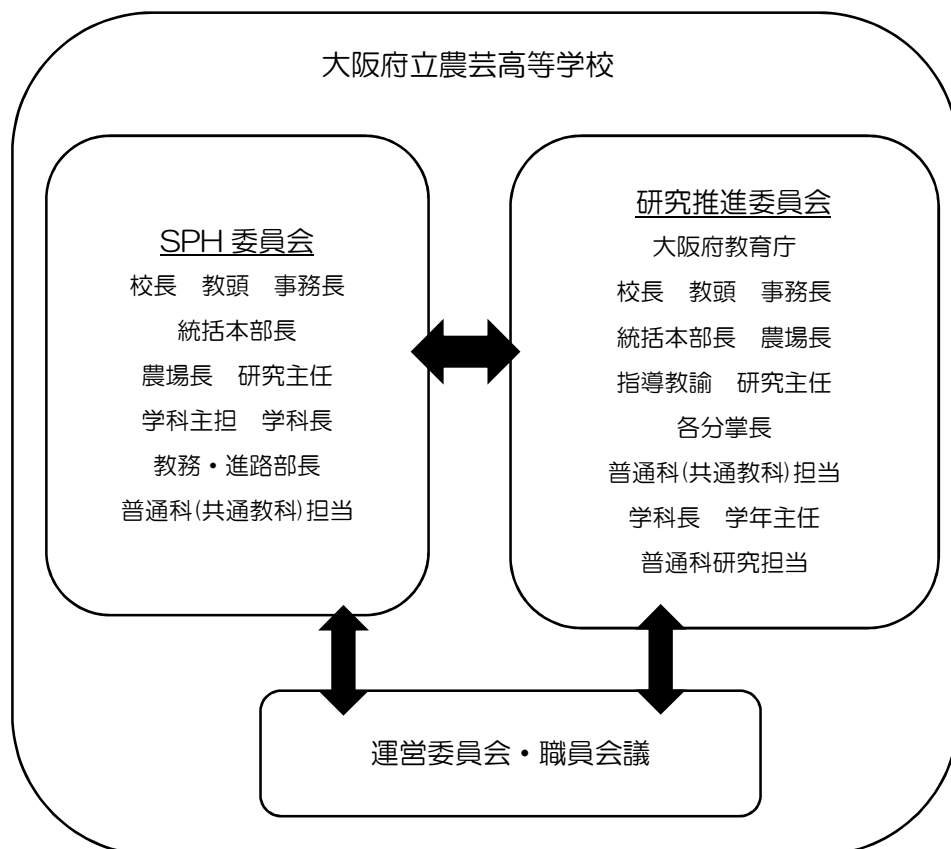 大阪府立農芸高等学校
SPH 委員会
校長　教頭　事務長
統括本部長
農場長　研究主任
学科主担　学科長
教務・進路部長
普通科(共通教科)担当
研究推進委員会
大阪府教育庁
校長　教頭　事務長
統括本部長　農場長
指導教諭　研究主任
各分掌長
普通科(共通教科)担当
学科長　学年主任
普通科研究担当
運営委員会・職員会議